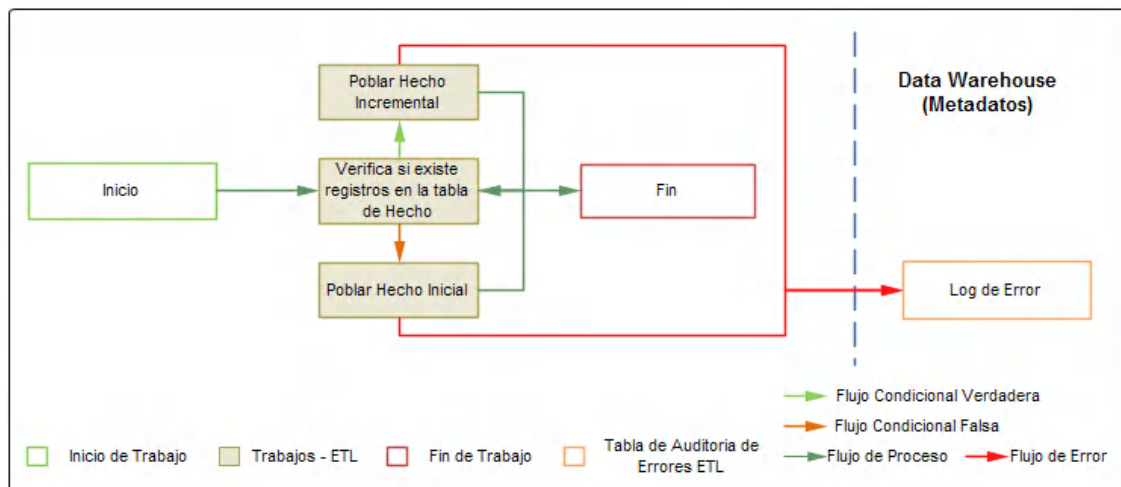 Poblar Hecho
Incremental
Data Warehouse
(Metadatos)
Inicio
Verifica si existe
registros en la tabla
de Hecho
Fin
Poblar Hecho Inicial
Log de Error
Flujo Condicional Verdadera
Flujo Condicional Falsa
Inicio de Trabajo
Trabajos - ETL
Fin de Trabajo
Tabla de Auditoria de
Errores ETL
Flujo de Proceso
Flujo de Error